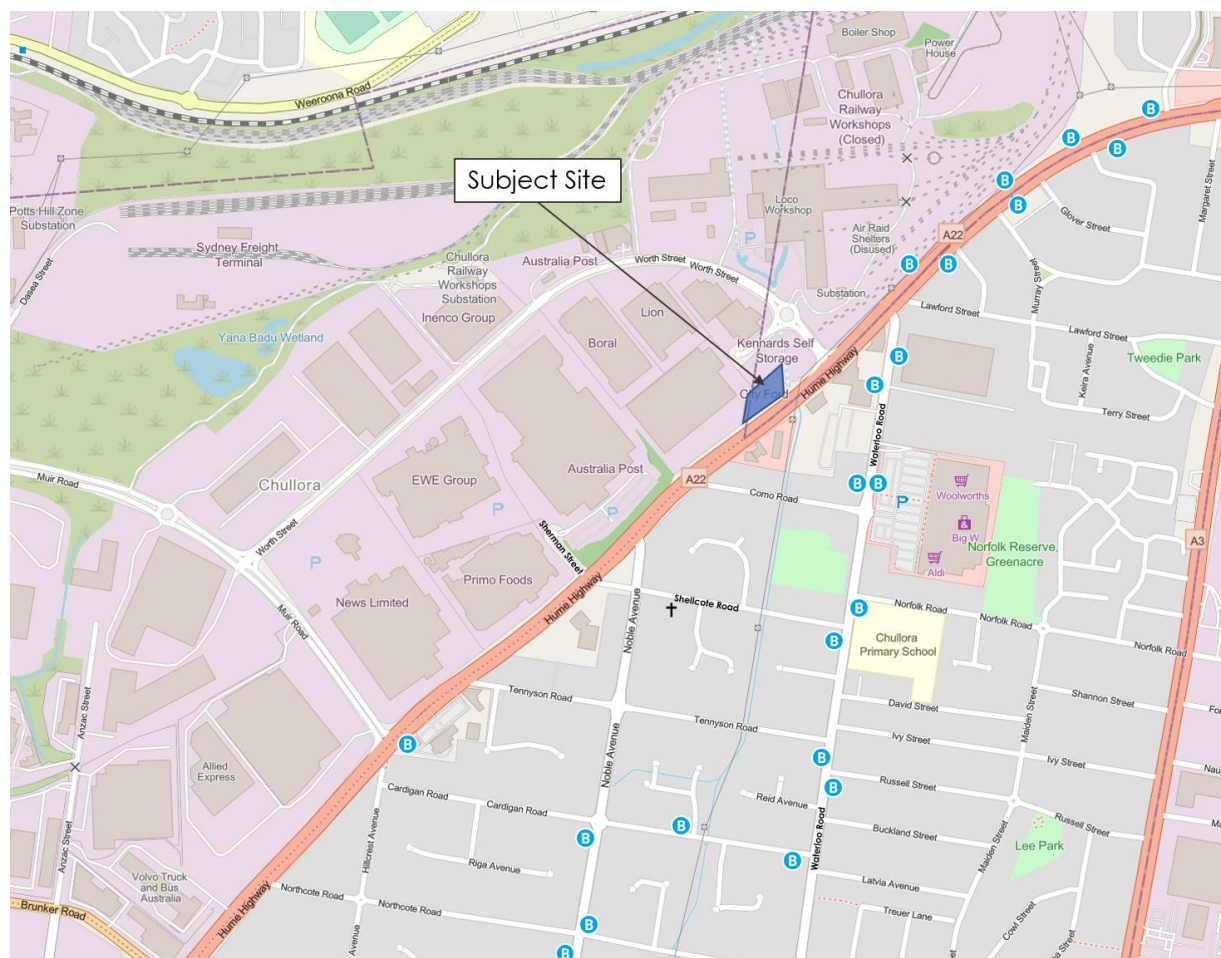 Boiler Shop
Power
House
Weeroona Road
Chullora
Railway
Workshops
(Closed)
B
B
B
Subject Site
B
B
Margaret Street
Potts Hill Zone
Substation
Loco
Workshop
Glover Street
P
Air Raid
Shelters
(Disused)
A22
Sydney Freight
Terminal
Chullora
Railway
Workshops
Substation
Australia Post
Worth Street
Worth Street
B
B
Dasea Street
Murray Street
Substation
Inenco Group
Lion
Lawford Street
Lawford Street
Yana Badu Wetland
Boral
Kennards Self
Storage
B
Tweedie Park
Keira Avenue
City Ford
Hume Highway
B
Terry Street
Waterloo Road
Australia Post
A22
Muir Road
Chullora
EWE Group
B
B
Woolworths
P
Como Road
P
P
Big W
Worth Street
Sherman Street
A3
Norfolk Reserve,
Greenacre
P
Aldi
Primo Foods
Hume Highway
News Limited
Shellcote Road
B
Norfolk Road
Norfolk Road
Norfolk Road
Muir Road
Noble Avenue
B
Chullora
Primary School
Tennyson Road
Shannon Street
David Street
Anzac Street
Maiden Street
Tennyson Road
Ivy Street
B
Noble Avenue
B
Ivy Street
Allied
Express
Russell Street
Cardigan Road
Cardigan Road
Reid Avenue
B
B
Buckland Street
Russell Street
Waterloo Road
Hillcrest Avenue
Anzac Street
B
Lee Park
Riga Avenue
Maiden Street
Volvo Truck
and Bus
Australia
Latvia Avenue
Northcote Road
Hume Highway
Treuer Lane
Brunker Road
Northcote Road
B
Cowl Street
Avenue
B